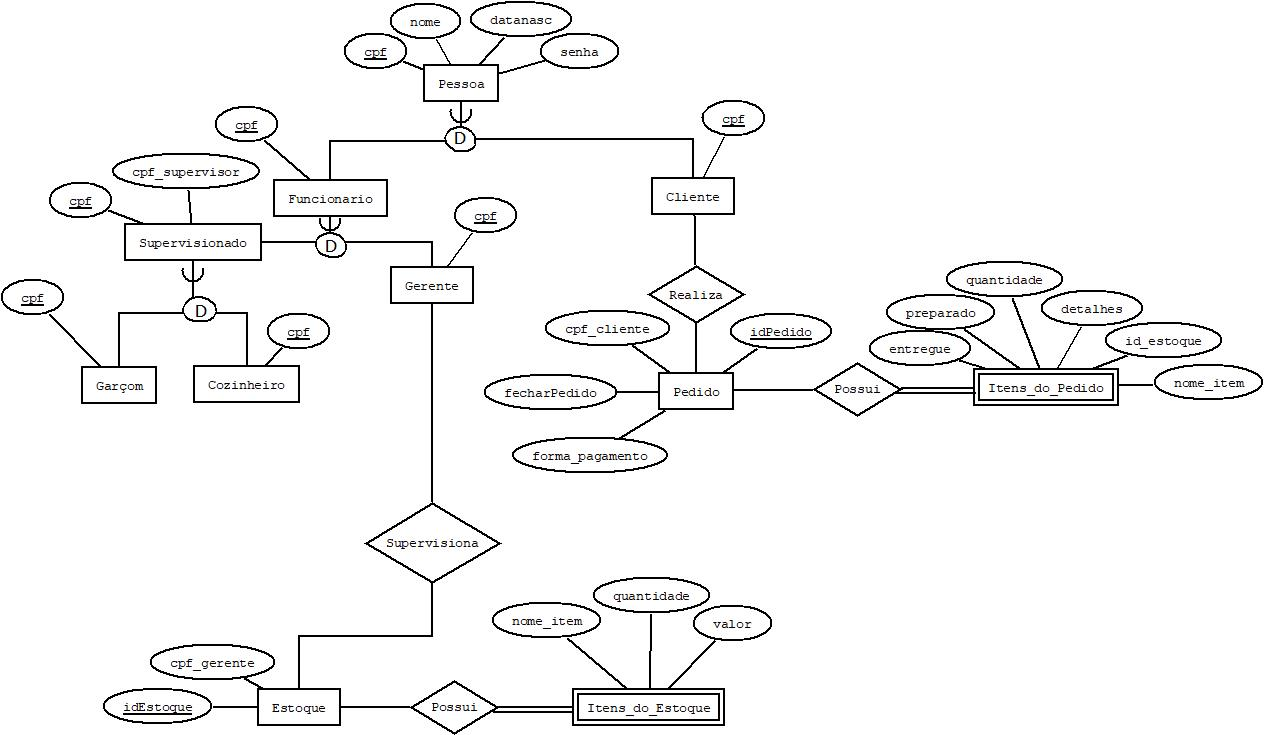 nome
datanasc
cpf
senha
Pessoa
cpf
cpf
D
cpf_supervisor
cpf
Funcionario
Cliente
cpf
Supervisionado
D
Gerente
cpf
D
cpf
Garçom
Cozinheiro
Realiza
quantidade
detalhes
preparado
cpf_cliente
idPedido
id_estoque
entregue
nome_item
fecharPedido
Pedido
Possui
Itens_do_Pedido
forma_pagamento
Supervisiona
quantidade
nome_item
valor
cpf_gerente
idEstoque
Estoque
Possui
Itens_do_Estoque